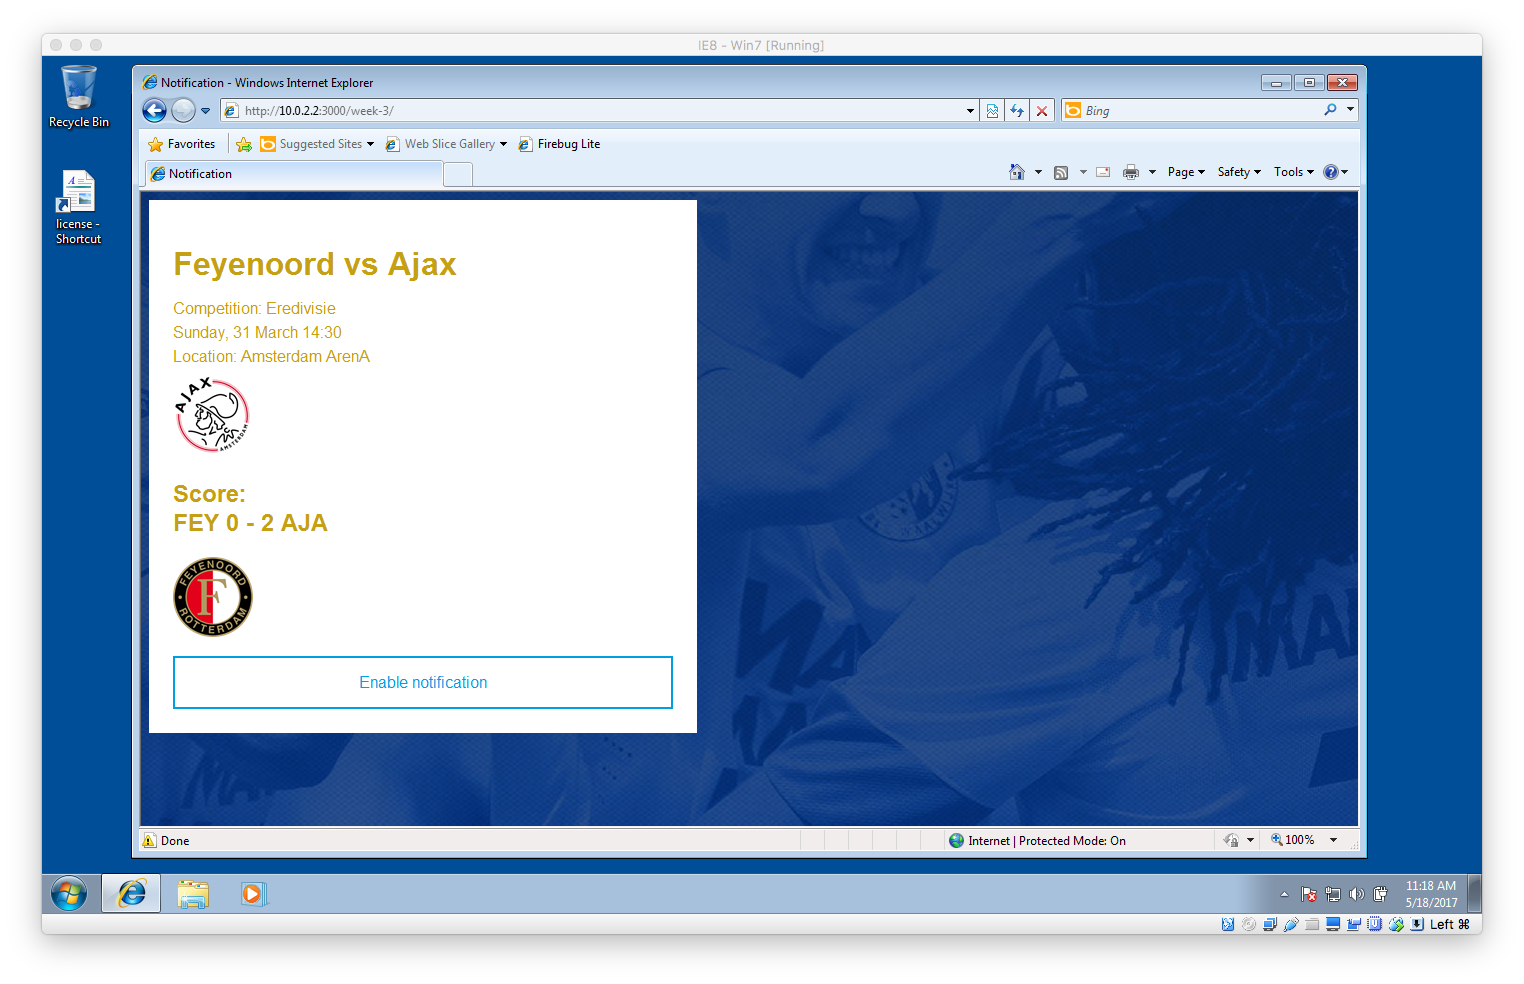 IE8 - Win7 [Running]
Recycle Bin
license -
Shortcut
Notification - Windows Internet Explorer
http://10.0.2.2:3000/week-3/
Bing
Favorites
Suggested Sites
Web Slice Gallery
Firebug Lite
Notification
Page
Safety
Tools
Feyenoord vs Ajax
Competition: Eredivisie
Sunday, 31 March 14:30
Location: Amsterdam ArenA
AJAX
AMSTERDAM
Score:
FEY 0 - 2 AJA
FEYENOORD
F
ROTTERDAM
Enable notification
Done
Internet | Protected Mode: On
100%
11:18 AM
5/18/2017
Left ⌘